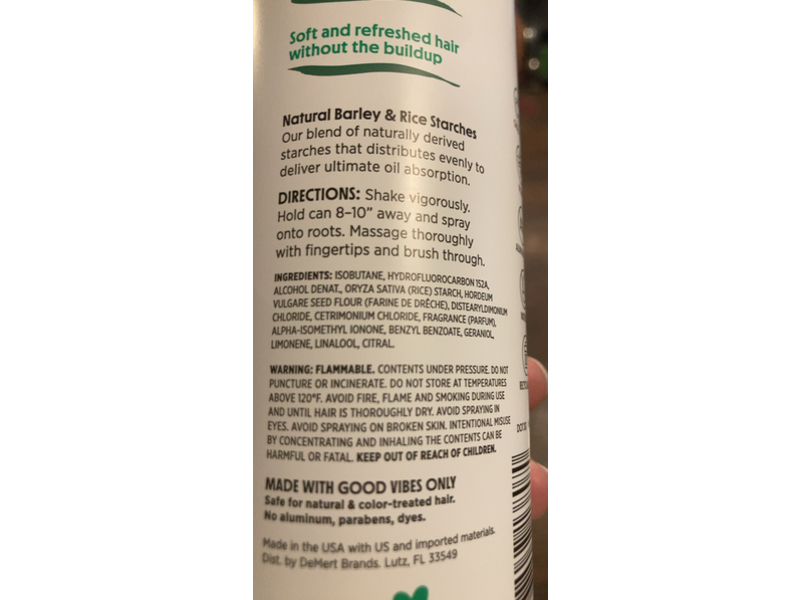 Soft and refreshed hair
without the buildup
Natural Barley & Rice Starches
Our blend of naturally derived
starches that distributes evenly to
deliver ultimate oil absorption.
DIRECTIONS: Shake vigorously.
Hold can 8-10" away and spray
onto roots. Massage thoroughly
with fingertips and brush through.
INGREDIENTS: ISOBUTANE, HYDROFLUOROCARBON 152A,
ALCOHOL DENAT., ORYZA SATIVA (RICE) STARCH, HORDEUM
VULGARE SEED FLOUR (FARINE DE DRÊCHE), DISTEARYLDIMONIUM
CHLORIDE, CETRIMONIUM CHLORIDE, FRAGRANCE (PARFUM),
ALPHA-ISOMETHYL IONONE, BENZYL BENZOATE, GERANIOL,
LIMONENE, LINALOOL, CITRAL.
WARNING: FLAMMABLE. CONTENTS UNDER PRESSURE. DO NOT
PUNCTURE OR INCINERATE. DO NOT STORE AT TEMPERATURES
ABOVE 120°F. AVOID FIRE, FLAME AND SMOKING DURING USE
AND UNTIL HAIR IS THOROUGHLY DRY. AVOID SPRAYING IN
EYES. AVOID SPRAYING ON BROKEN SKIN. INTENTIONAL MISUSE
BY CONCENTRATING AND INHALING THE CONTENTS CAN BE
HARMFUL OR FATAL. KEEP OUT OF REACH OF CHILDREN.
MADE WITH GOOD VIBES ONLY
Safe for natural & color-treated hair.
No aluminum, parabens, dyes.
Made in the USA with US and imported materials.
Dist. by DeMert Brands. Lutz, FL 33549